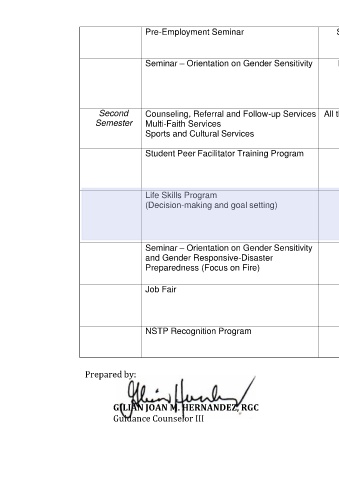 Pre-Employment Seminar
S
Seminar – Orientation on Gender Sensitivity
Second
Semester
Counseling, Referral and Follow-up Services
All t
Multi-Faith Services
Sports and Cultural Services
Student Peer Facilitator Training Program
Life Skills Program
(Decision-making and goal setting)
Seminar – Orientation on Gender Sensitivity
and Gender Responsive-Disaster
Preparedness (Focus on Fire)
Job Fair
NSTP Recognition Program
Prepared by:
GILIAN JOAN M. HERNANDEZ, RGC
Guidance Counselor III